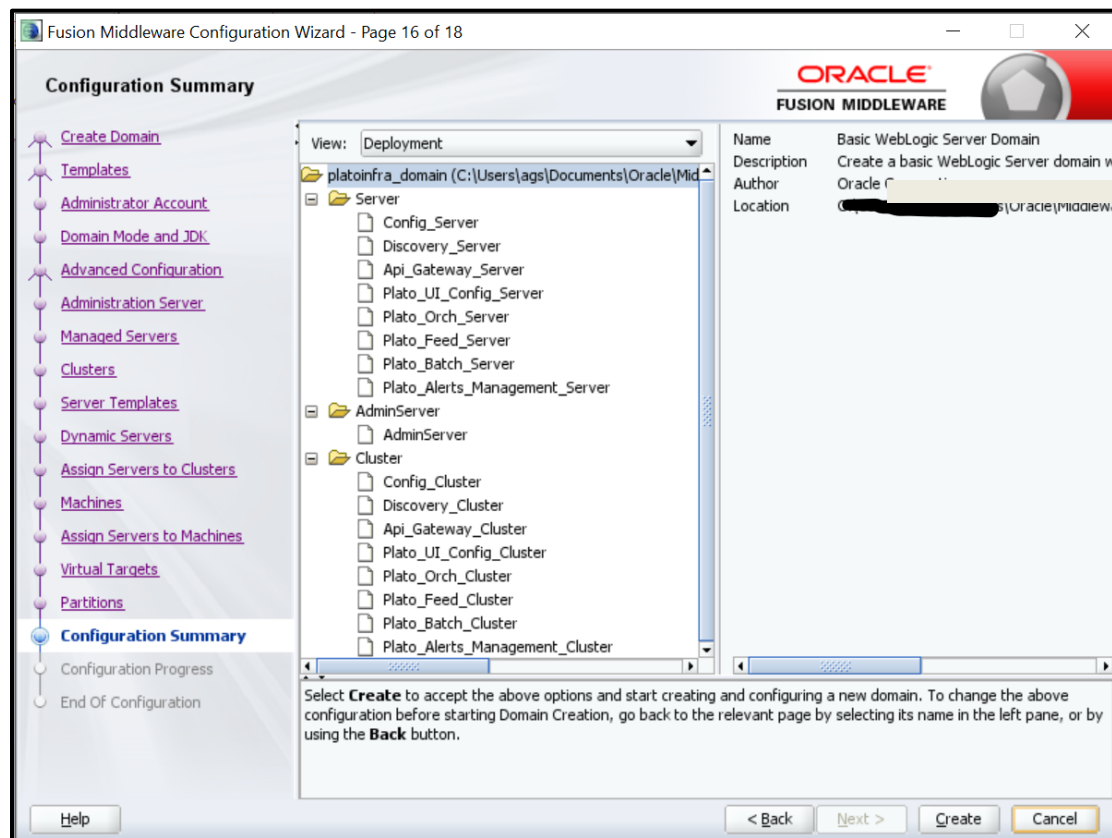 Fusion Middleware Configuration Wizard - Page 16 of 18
Configuration Summary
ORACLE
FUSION MIDDLEWARE
Create Domain
Templates
Administrator Account
Domain Mode and JDK
Advanced Configuration
Administration Server
Managed Servers
Clusters
Server Templates
Dynamic Servers
Assign Servers to Clusters
Machines
Assign Servers to Machines
Virtual Targets
Partitions
Configuration Summary
Configuration Progress
End Of Configuration
View: Deployment
platoinfra_domain (C:\Users\ags\Documents\Oracle\Mid
Server
Config_Server
Discovery_Server
Api_Gateway_Server
Plato_UI_Config_Server
Plato_Orch_Server
Plato_Feed_Server
Plato_Batch_Server
Plato_Alerts_Management_Server
AdminServer
AdminServer
Cluster
Config_Cluster
Discovery_Cluster
Api_Gateway_Cluster
Plato_UI_Config_Cluster
Plato_Orch_Cluster
Plato_Feed_Cluster
Plato_Batch_Cluster
Plato_Alerts_Management_Cluster
Name Basic WebLogic Server Domain
Description Create a basic WebLogic Server domain w
Author Oracle
Location s\Oracle\Middlewa
Select Create to accept the above options and start creating and configuring a new domain. To change the above
configuration before starting Domain Creation, go back to the relevant page by selecting its name in the left pane, or by
using the Back button.
Help
< Back
Next >
Create
Cancel